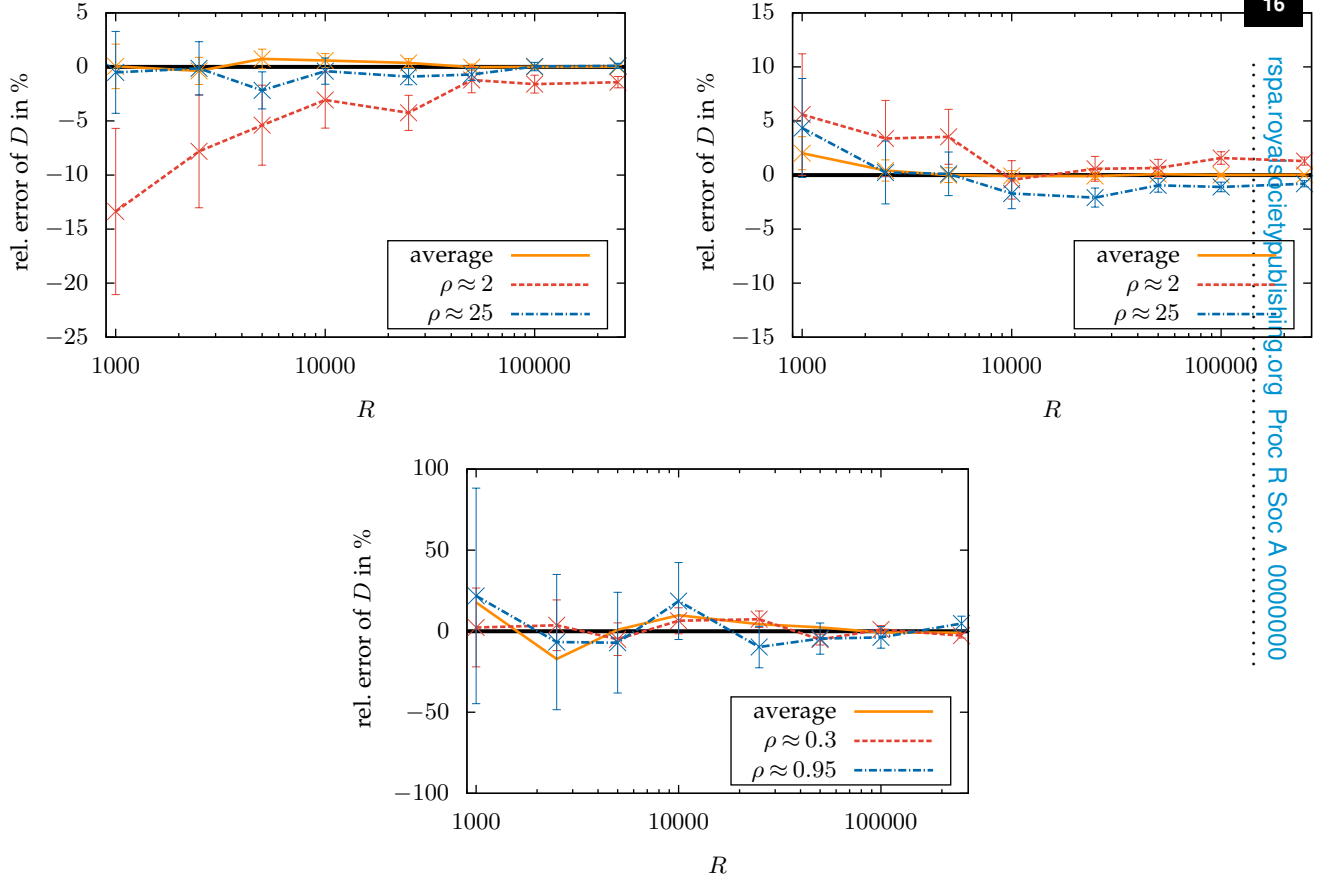 16
rspa.royalsocietypublishing.org Proc R Soc A 0000000
5
0
−5
−10
−15
−20
−25
1000
10000
100000
rel. error of D in %
R
average
ρ ≈ 2
ρ ≈ 25
15
10
5
0
−5
−10
−15
1000
10000
100000
rel. error of D in %
R
average
ρ ≈ 2
ρ ≈ 25
100
50
0
−50
−100
1000
10000
100000
rel. error of D in %
R
average
ρ ≈ 0.3
ρ ≈ 0.95